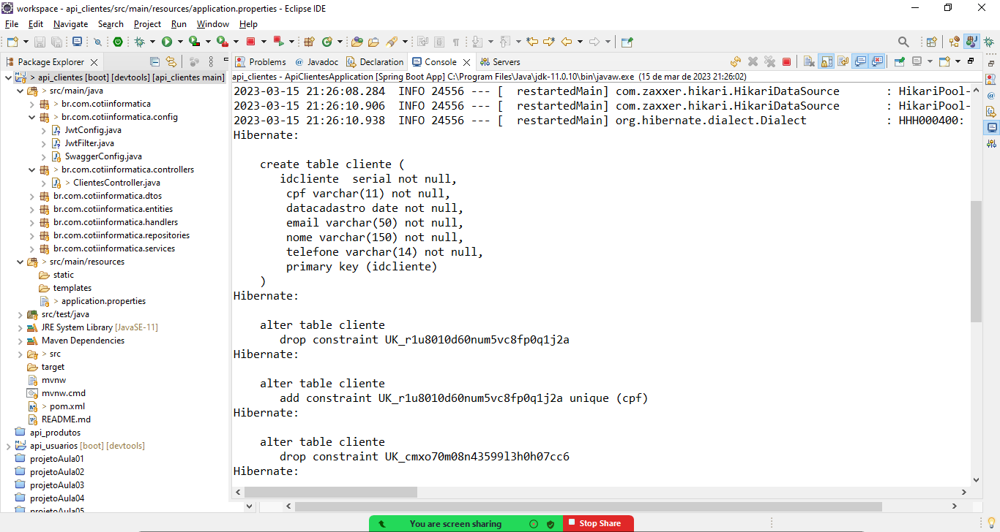 workspace - api_clientes/src/main/resources/application.properties - Eclipse IDE
File Edit Navigate Search Project Run Window Help
Package Explorer
> api_clientes [boot] [devtools] [api_clientes main]
> src/main/java
> br.com.cotiinformatica
> br.com.cotiinformatica.config
JwtConfig.java
JwtFilter.java
SwaggerConfig.java
> br.com.cotiinformatica.controllers
> ClientesController.java
br.com.cotiinformatica.dtos
br.com.cotiinformatica.entities
br.com.cotiinformatica.handlers
br.com.cotiinformatica.repositories
br.com.cotiinformatica.services
> src/main/resources
static
templates
> application.properties
src/test/java
JRE System Library [JavaSE-11]
Maven Dependencies
> src
target
mvnw
mvnw.cmd
> pom.xml
README.md
api_produtos
api_usuarios [boot] [devtools]
projetoAula01
projetoAula02
projetoAula03
projetoAula04
projetoAula05
Problems @ Javadoc Declaration Console Servers
api_clientes - ApiClientesApplication [Spring Boot App] C:\Program Files\Java\jdk-11.0.10\bin\javaw.exe (15 de mar de 2023 21:26:02)
2023-03-15 21:26:08.284 INFO 24556 --- [ restartedMain] com.zaxxer.hikari.HikariDataSource : HikariPool-
2023-03-15 21:26:10.906 INFO 24556 --- [ restartedMain] com.zaxxer.hikari.HikariDataSource : HikariPool-
2023-03-15 21:26:10.938 INFO 24556 --- [ restartedMain] org.hibernate.dialect.Dialect : HHH000400:
Hibernate:
create table cliente (
idcliente serial not null,
cpf varchar(11) not null,
datacadastro date not null,
email varchar(50) not null,
nome varchar(150) not null,
telefone varchar(14) not null,
primary key (idcliente)
)
Hibernate:
alter table cliente
drop constraint UK_r1u8010d60num5vc8fp0q1j2a
Hibernate:
alter table cliente
add constraint UK_r1u8010d60num5vc8fp0q1j2a unique (cpf)
Hibernate:
alter table cliente
drop constraint UK_cmxo70m08n43599l3h0h07cc6
Hibernate:
You are screen sharing
Stop Share